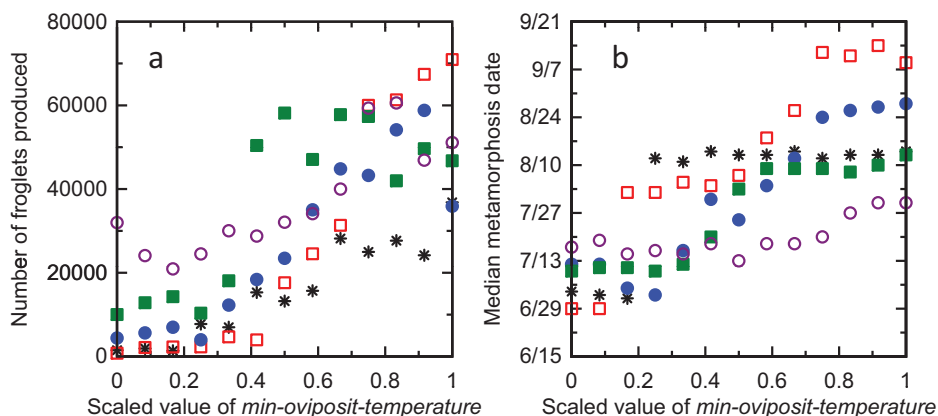 80000
60000
40000
20000
0
Number of froglets produced
a
0 0.2 0.4 0.6 0.8 1
Scaled value of min-oviposit-temperature
9/21
9/7
8/24
8/10
7/27
7/13
6/29
6/15
Median metamorphosis date
b
0 0.2 0.4 0.6 0.8 1
Scaled value of min-oviposit-temperature